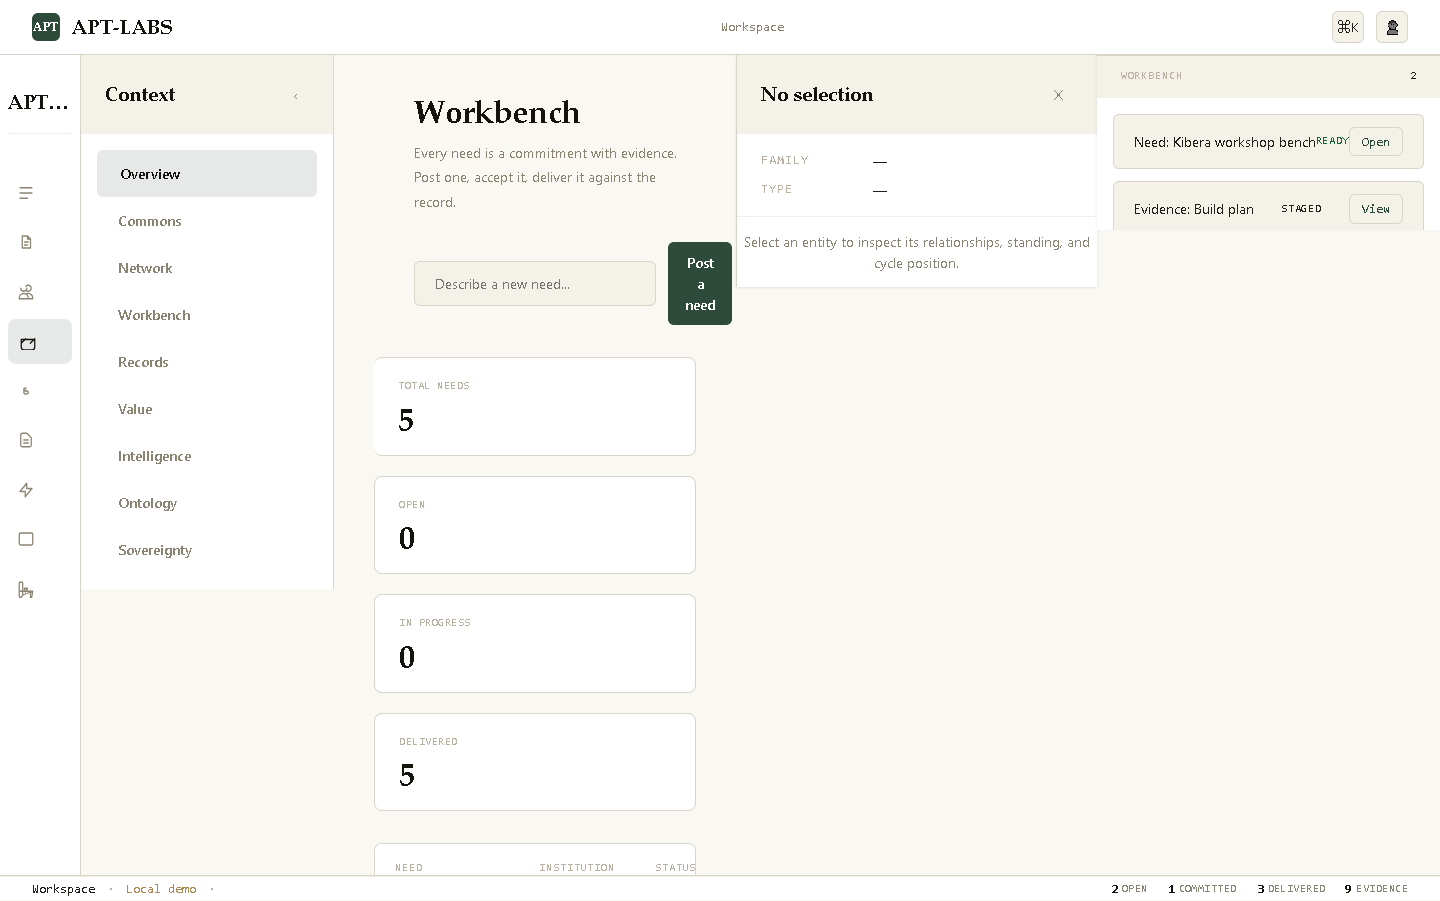 APT APT-LABS
Workspace
⌘K
APT...
Context
‹
Overview
Commons
Network
Workbench
Records
Value
Intelligence
Ontology
Sovereignty
Workbench
Every need is a commitment with evidence.
Post one, accept it, deliver it against the
record.
Describe a new need...
Post
a
need
TOTAL NEEDS
5
OPEN
0
IN PROGRESS
0
DELIVERED
5
NEED INSTITUTION STATUS
No selection
FAMILY —
TYPE —
Select an entity to inspect its relationships, standing, and
cycle position.
WORKBENCH 2
Need: Kibera workshop bench READY Open
Evidence: Build plan STAGED View
Workspace · Local demo ·
2 OPEN 1 COMMITTED 3 DELIVERED 9 EVIDENCE